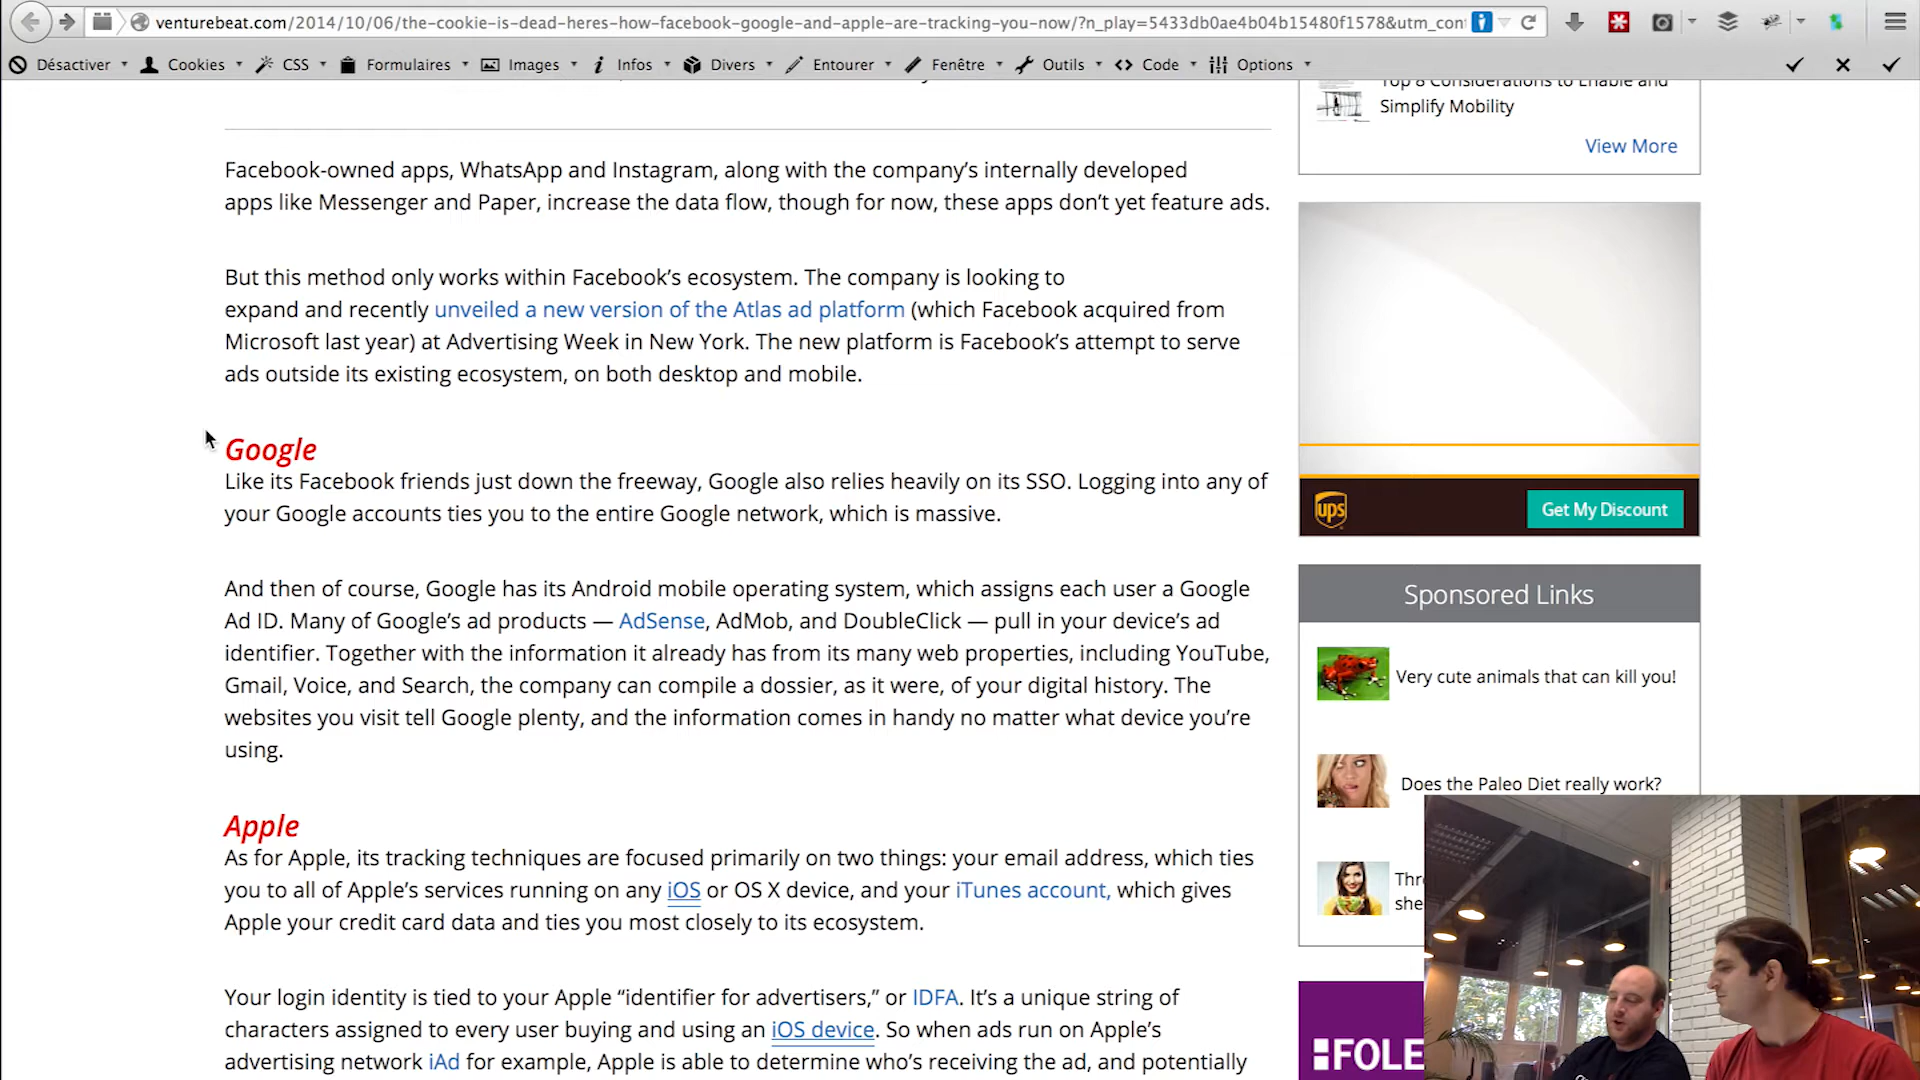 venturebeat.com/2014/10/06/the-cookie-is-dead-heres-how-facebook-google-and-apple-are-tracking-you-now/?n_play=5433db0ae4b04b15480f1578&utm_con
Désactiver Cookies CSS Formulaires Images Infos Divers Entourer Fenêtre Outils Code Options
Top 8 Considerations to Enable and
Simplify Mobility
View More
Facebook-owned apps, WhatsApp and Instagram, along with the company’s internally developed
apps like Messenger and Paper, increase the data flow, though for now, these apps don’t yet feature ads.
But this method only works within Facebook’s ecosystem. The company is looking to
expand and recently unveiled a new version of the Atlas ad platform (which Facebook acquired from
Microsoft last year) at Advertising Week in New York. The new platform is Facebook’s attempt to serve
ads outside its existing ecosystem, on both desktop and mobile.
Google
Like its Facebook friends just down the freeway, Google also relies heavily on its SSO. Logging into any of
your Google accounts ties you to the entire Google network, which is massive.
And then of course, Google has its Android mobile operating system, which assigns each user a Google
Ad ID. Many of Google’s ad products — AdSense, AdMob, and DoubleClick — pull in your device’s ad
identifier. Together with the information it already has from its many web properties, including YouTube,
Gmail, Voice, and Search, the company can compile a dossier, as it were, of your digital history. The
websites you visit tell Google plenty, and the information comes in handy no matter what device you’re
using.
Apple
As for Apple, its tracking techniques are focused primarily on two things: your email address, which ties
you to all of Apple’s services running on any iOS or OS X device, and your iTunes account, which gives
Apple your credit card data and ties you most closely to its ecosystem.
Your login identity is tied to your Apple “identifier for advertisers,” or IDFA. It’s a unique string of
characters assigned to every user buying and using an iOS device. So when ads run on Apple’s
advertising network iAd for example, Apple is able to determine who’s receiving the ad, and potentially
ups
Get My Discount
Sponsored Links
Very cute animals that can kill you!
Does the Paleo Diet really work?
Thr
she
FOLE